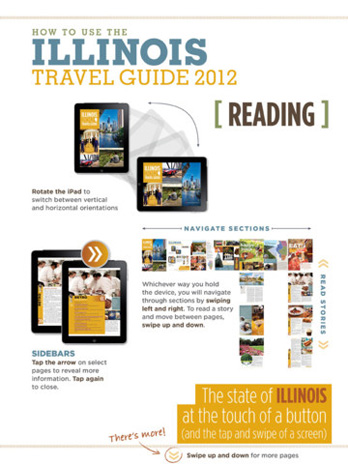 HOW TO USE THE
ILLINOIS
TRAVEL GUIDE 2012
[ READING ]
Rotate the iPad to
switch between vertical
and horizontal orientations
NAVIGATE SECTIONS
Whichever way you hold
the device, you will navigate
through sections by swiping
left and right. To read a story
and move between pages,
swipe up and down.
READ STORIES
SIDEBARS
Tap the arrow on select
pages to reveal more
information. Tap again
to close.
The state of ILLINOIS
at the touch of a button
(and the tap and swipe of a screen)
There's more!
Swipe up and down for more pages